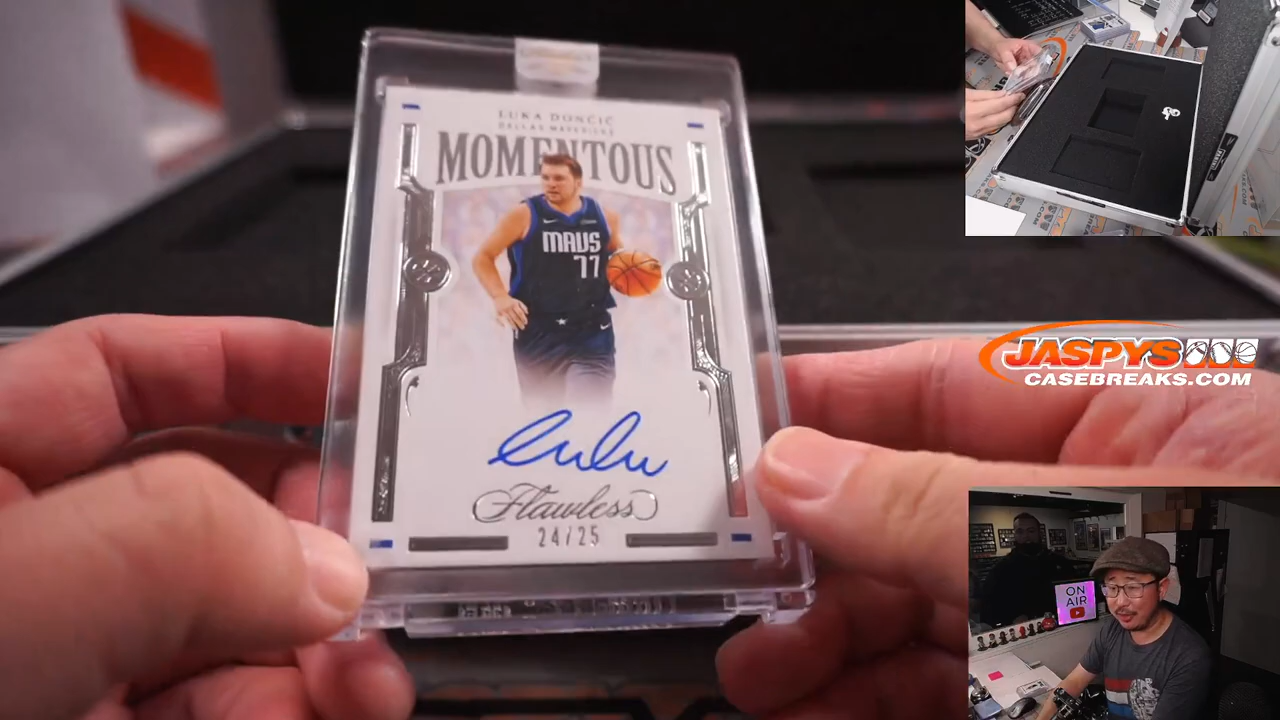 LUKA DONČIĆ
DALLAS MAVERICKS
MOMENTOUS
MAVS
77
Flawless
24/25
JASPYS
CASEBREAKS.COM
ON
AIR